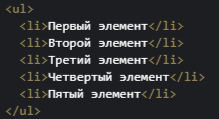 <ul>
<li>Первый элемент</li>
<li>Второй элемент</li>
<li>Третий элемент</li>
<li>Четвертый элемент</li>
<li>Пятый элемент</li>
</ul>